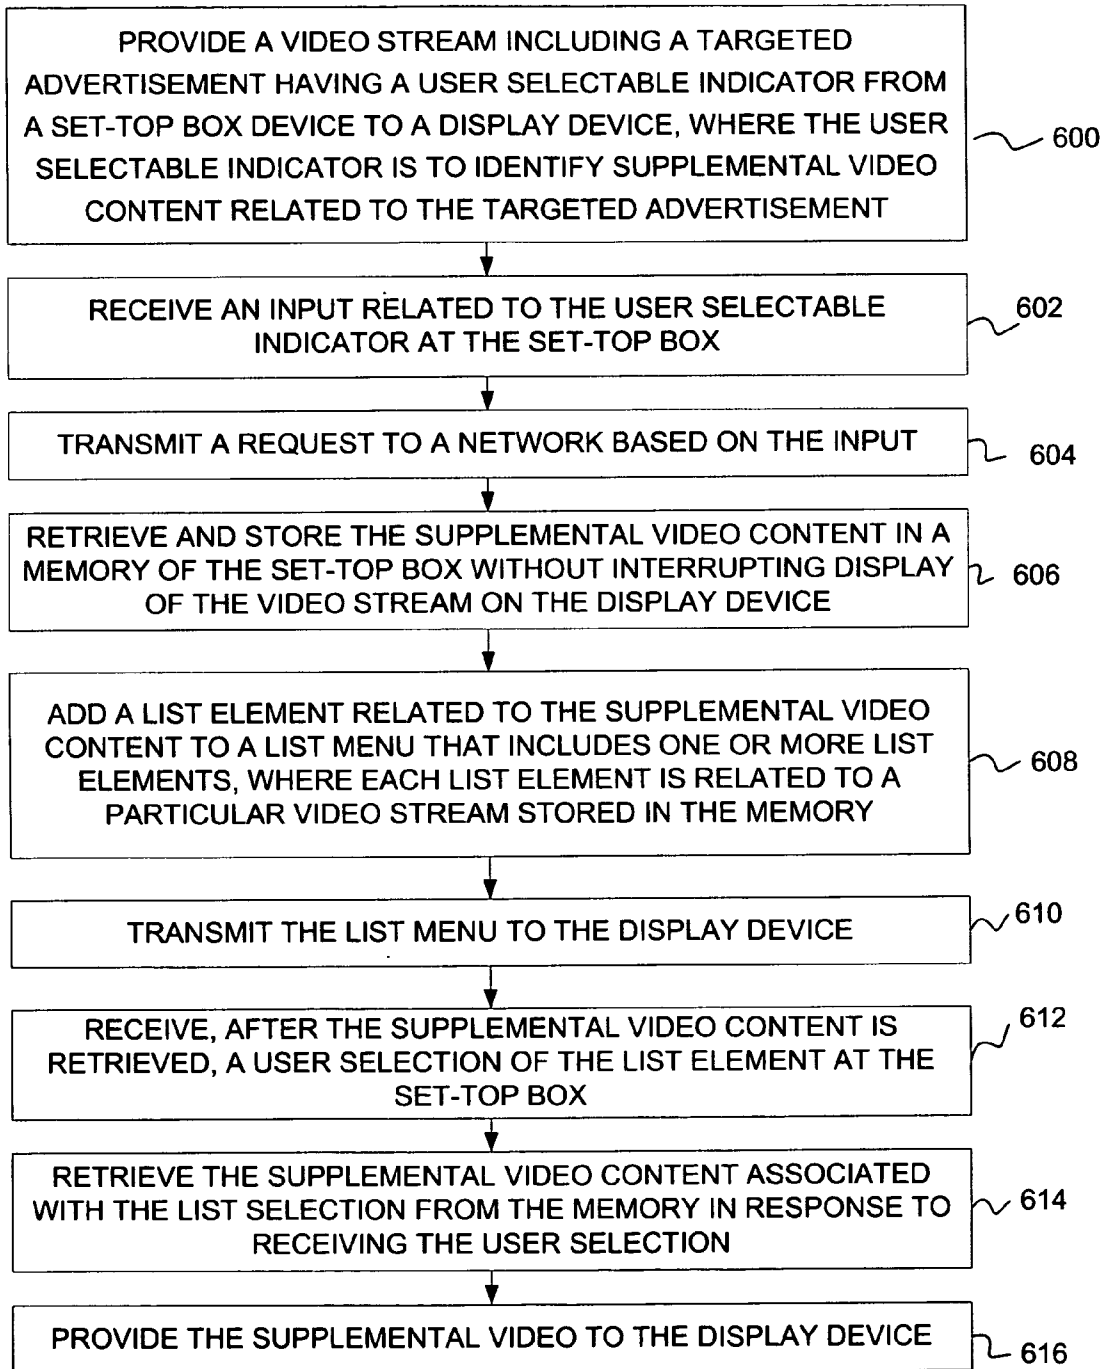 PROVIDE A VIDEO STREAM INCLUDING A TARGETED
ADVERTISEMENT HAVING A USER SELECTABLE INDICATOR FROM
A SET-TOP BOX DEVICE TO A DISPLAY DEVICE, WHERE THE USER
SELECTABLE INDICATOR IS TO IDENTIFY SUPPLEMENTAL VIDEO
CONTENT RELATED TO THE TARGETED ADVERTISEMENT
600
RECEIVE AN INPUT RELATED TO THE USER SELECTABLE
INDICATOR AT THE SET-TOP BOX
602
TRANSMIT A REQUEST TO A NETWORK BASED ON THE INPUT
604
RETRIEVE AND STORE THE SUPPLEMENTAL VIDEO CONTENT IN A
MEMORY OF THE SET-TOP BOX WITHOUT INTERRUPTING DISPLAY
OF THE VIDEO STREAM ON THE DISPLAY DEVICE
606
ADD A LIST ELEMENT RELATED TO THE SUPPLEMENTAL VIDEO
CONTENT TO A LIST MENU THAT INCLUDES ONE OR MORE LIST
ELEMENTS, WHERE EACH LIST ELEMENT IS RELATED TO A
PARTICULAR VIDEO STREAM STORED IN THE MEMORY
608
TRANSMIT THE LIST MENU TO THE DISPLAY DEVICE
610
RECEIVE, AFTER THE SUPPLEMENTAL VIDEO CONTENT IS
RETRIEVED, A USER SELECTION OF THE LIST ELEMENT AT THE
SET-TOP BOX
612
RETRIEVE THE SUPPLEMENTAL VIDEO CONTENT ASSOCIATED
WITH THE LIST SELECTION FROM THE MEMORY IN RESPONSE TO
RECEIVING THE USER SELECTION
614
PROVIDE THE SUPPLEMENTAL VIDEO TO THE DISPLAY DEVICE
616